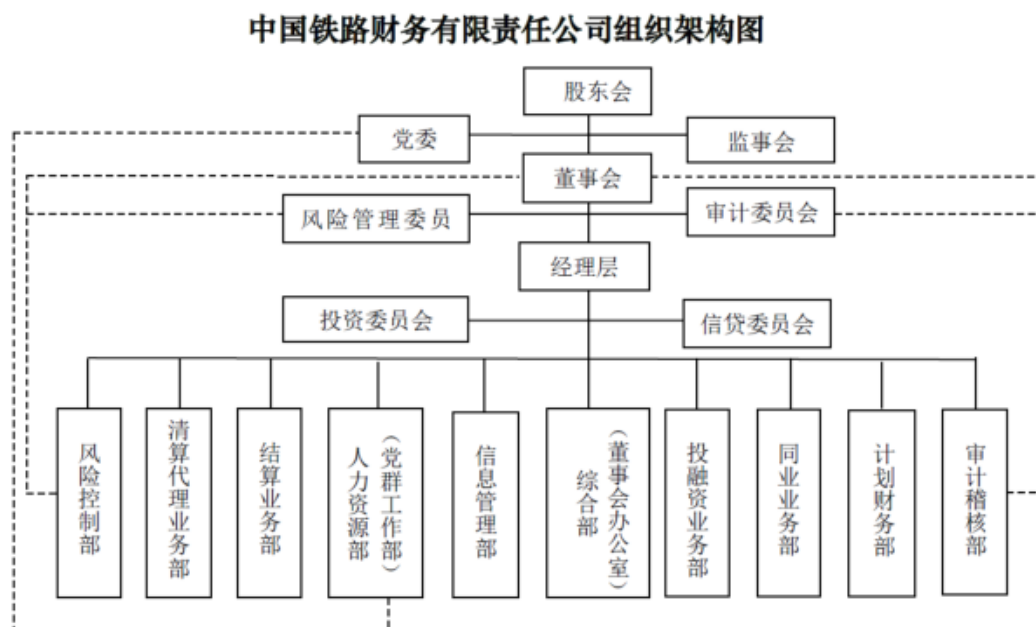 中国铁路财务有限责任公司组织架构图
股东会
党委
监事会
董事会
风险管理委员
审计委员会
经理层
投资委员会
信贷委员会
风险控制部
清算代理业务部
结算业务部
人力资源部
（党群工作部）
信息管理部
综合部
（董事会办公室）
投融资业务部
同业业务部
计划财务部
审计稽核部